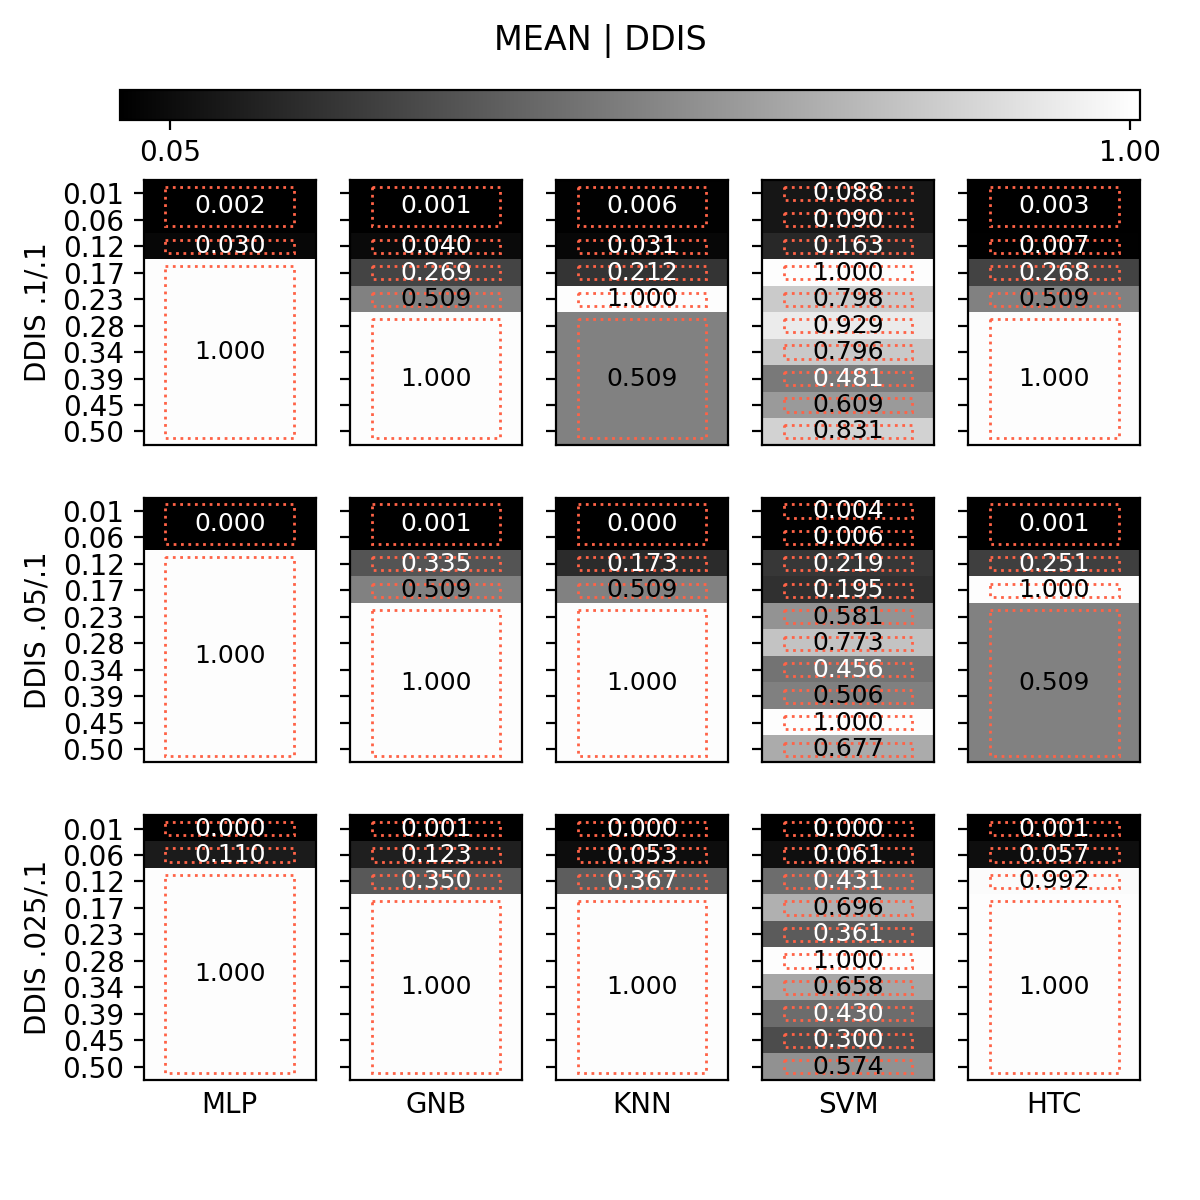 MEAN | DDIS
0.05 1.00
DDIS .1/.1
0.01 0.002 0.001 0.006 0.088 0.003
0.06 0.090
0.12 0.030 0.040 0.031 0.163 0.007
0.17 0.269 0.212 1.000 0.268
0.23 0.509 1.000 0.798 0.509
0.28 0.929
0.34 1.000 0.796
0.39 1.000 0.509 0.481 1.000
0.45 0.609
0.50 0.831
DDIS .05/.1
0.01 0.000 0.001 0.000 0.004 0.001
0.06 0.006
0.12 0.335 0.173 0.219 0.251
0.17 0.509 0.509 0.195 1.000
0.23 0.581
0.28 1.000 0.773
0.34 1.000 1.000 0.456 0.509
0.39 0.506
0.45 1.000
0.50 0.677
DDIS .025/.1
0.01 0.000 0.001 0.000 0.000 0.001
0.06 0.110 0.123 0.053 0.061 0.057
0.12 0.350 0.367 0.431 0.992
0.17 0.696
0.23 0.361
0.28 1.000 1.000
0.34 1.000 1.000 0.658 1.000
0.39 0.430
0.45 0.300
0.50 0.574
MLP GNB KNN SVM HTC